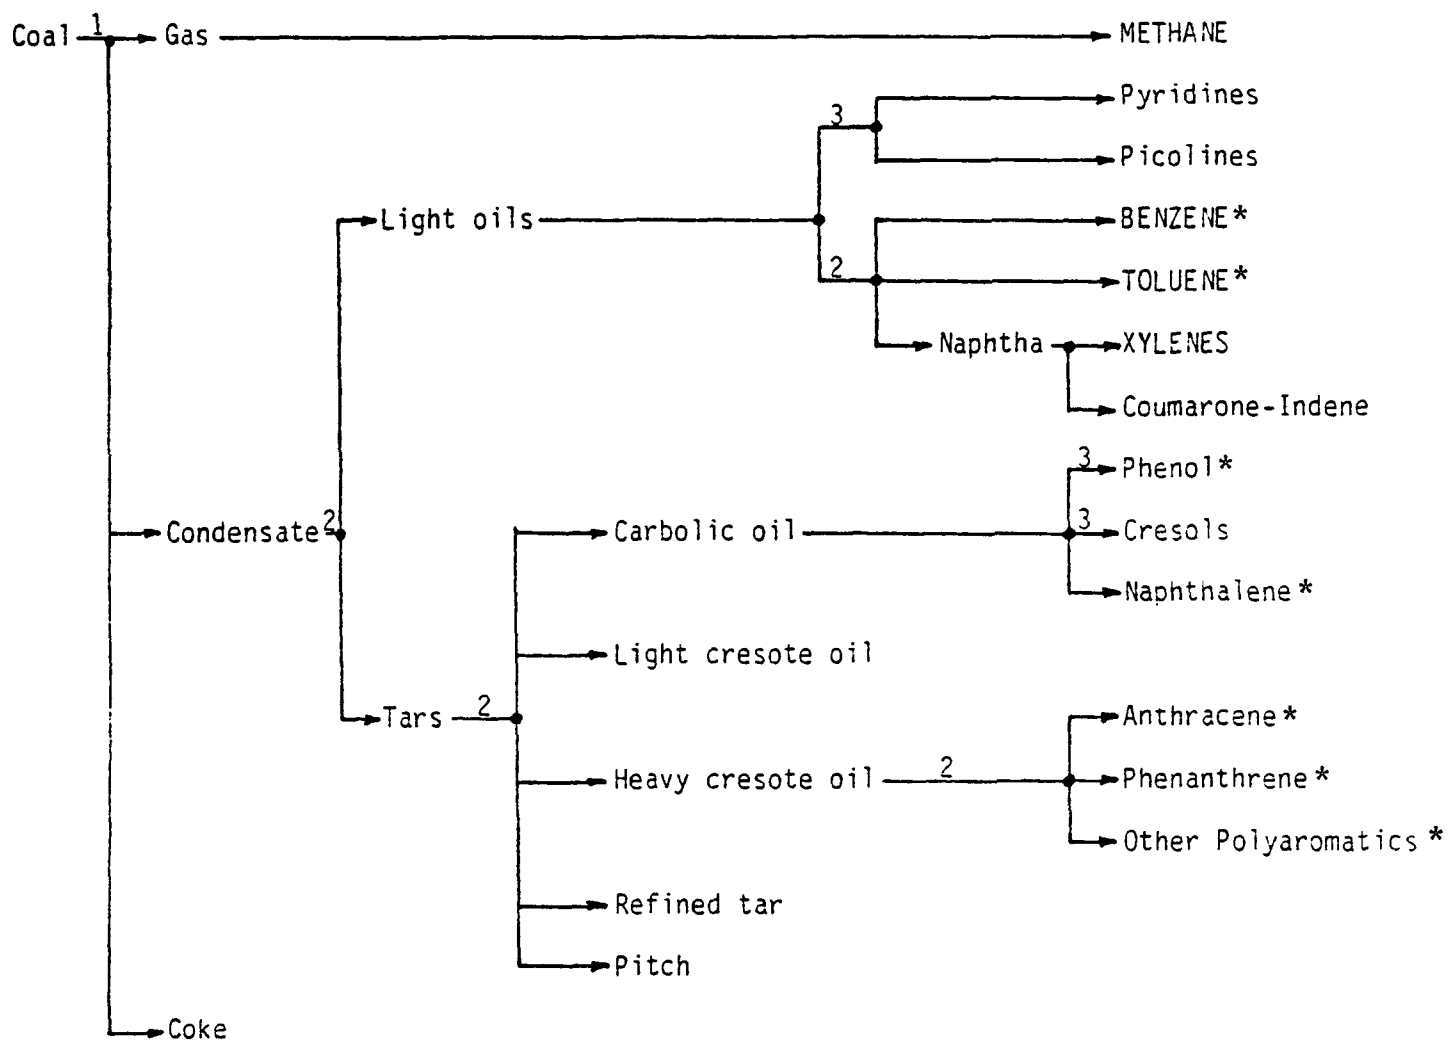 Coal 1 Gas METHANE
Pyridines
3
Picolines
Light oils BENZENE*
2 TOLUENE*
Naphtha XYLENES
Coumarone-Indene
3 Phenol*
Condensate 2 Carbolic oil 3 Cresols
Naphthalene*
Light cresote oil
Tars 2 Anthracene*
Heavy cresote oil 2 Phenanthrene*
Other Polyaromatics*
Refined tar
Pitch
Coke